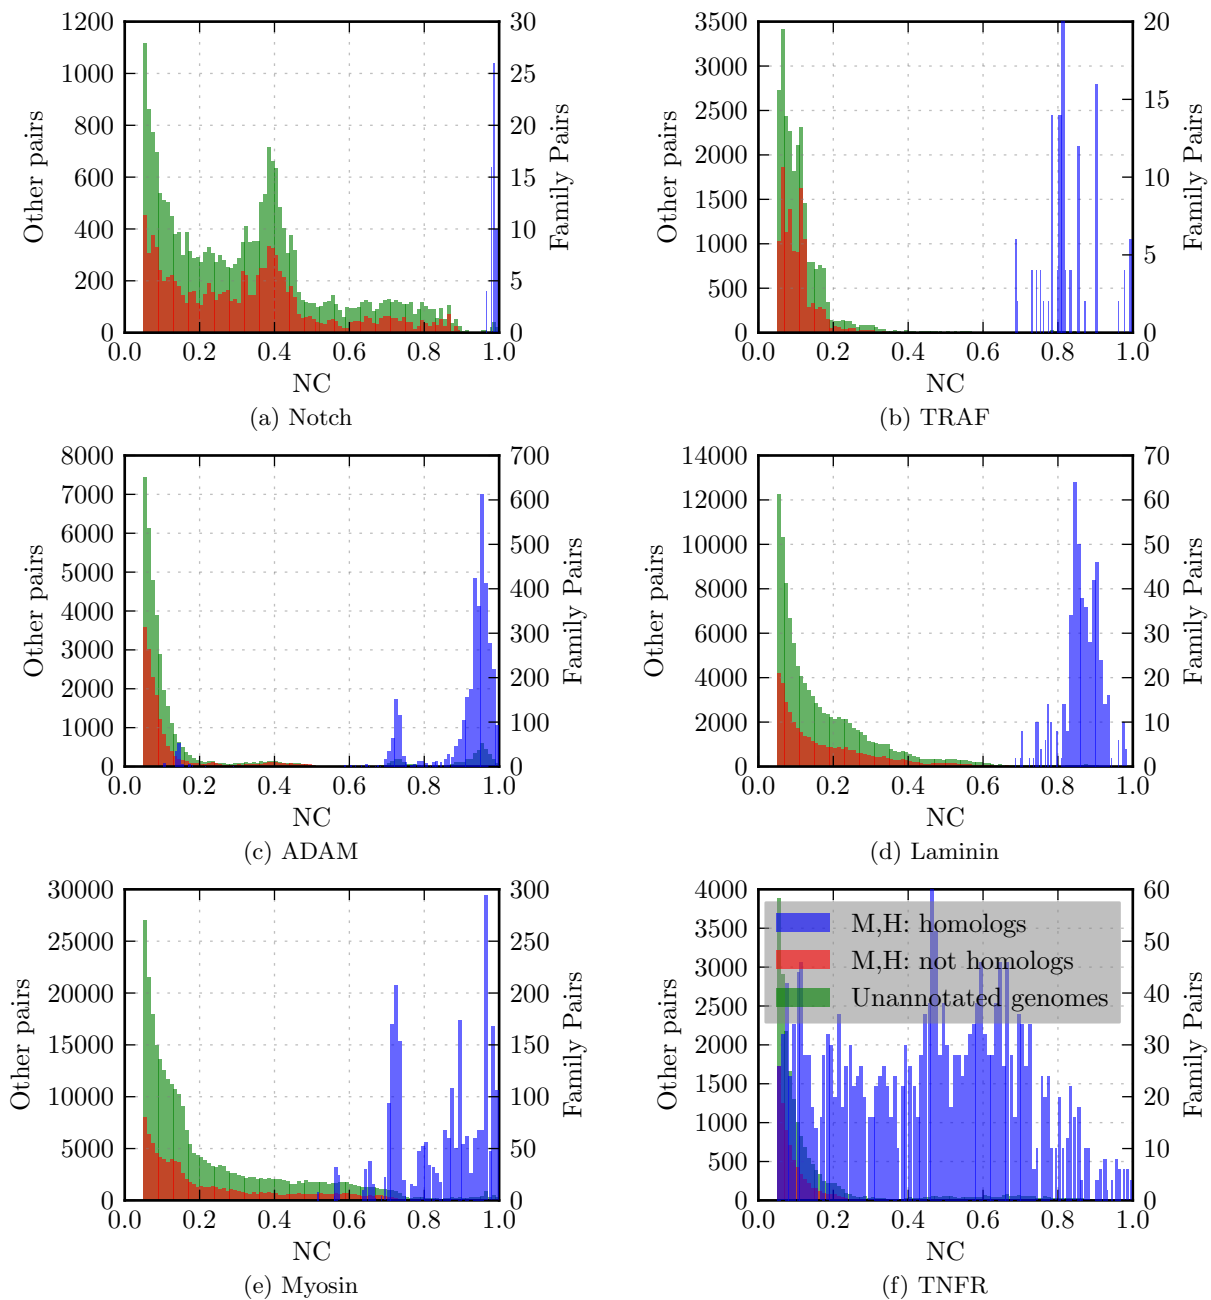 1200
1000
800
600
400
200
0
30
25
20
15
10
5
0
0.0 0.2 0.4 0.6 0.8 1.0
Other pairs
Family Pairs
NC
(a) Notch
3500
3000
2500
2000
1500
1000
500
0
20
15
10
5
0
0.0 0.2 0.4 0.6 0.8 1.0
Other pairs
Family Pairs
NC
(b) TRAF
8000
7000
6000
5000
4000
3000
2000
1000
0
700
600
500
400
300
200
100
0
0.0 0.2 0.4 0.6 0.8 1.0
Other pairs
Family Pairs
NC
(c) ADAM
14000
12000
10000
8000
6000
4000
2000
0
70
60
50
40
30
20
10
0
0.0 0.2 0.4 0.6 0.8 1.0
Other pairs
Family Pairs
NC
(d) Laminin
30000
25000
20000
15000
10000
5000
0
300
250
200
150
100
50
0
0.0 0.2 0.4 0.6 0.8 1.0
Other pairs
Family Pairs
NC
(e) Myosin
4000
3500
3000
2500
2000
1500
1000
500
0
60
50
40
30
20
10
0
M,H: homologs
M,H: not homologs
Unannotated genomes
0.0 0.2 0.4 0.6 0.8 1.0
Other pairs
Family Pairs
NC
(f) TNFR